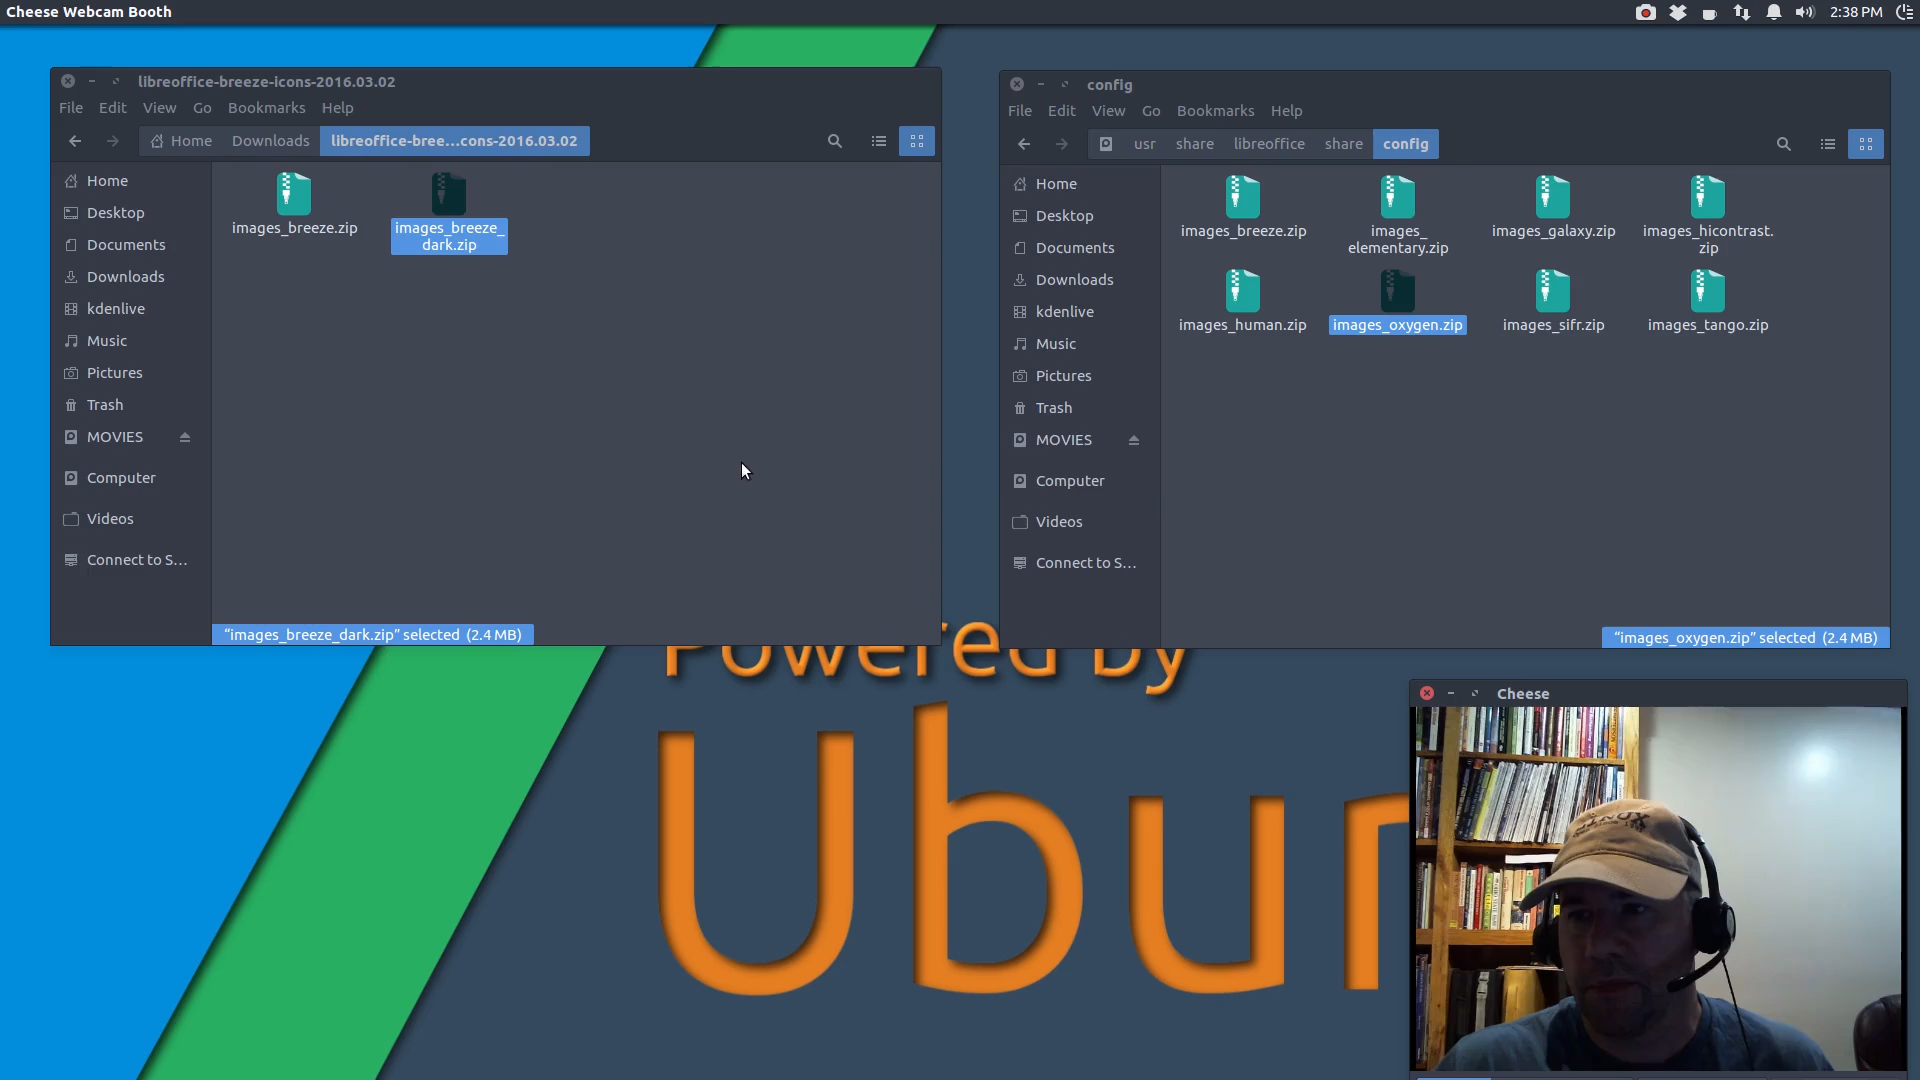 Cheese Webcam Booth
2:38 PM
libreoffice-breeze-icons-2016.03.02
File Edit View Go Bookmarks Help
Home Downloads libreoffice-bree...cons-2016.03.02
Home
Desktop
Documents
Downloads
kdenlive
Music
Pictures
Trash
MOVIES
Computer
Videos
Connect to S...
images_breeze.zip
images_breeze_
dark.zip
“images_breeze_dark.zip” selected (2.4 MB)
config
File Edit View Go Bookmarks Help
usr share libreoffice share config
Home
Desktop
Documents
Downloads
kdenlive
Music
Pictures
Trash
MOVIES
Computer
Videos
Connect to S...
images_breeze.zip
images_
elementary.zip
images_galaxy.zip
images_hicontrast.
zip
images_human.zip
images_oxygen.zip
images_sifr.zip
images_tango.zip
“images_oxygen.zip” selected (2.4 MB)
Powered by
Ubun
Cheese
LINUX